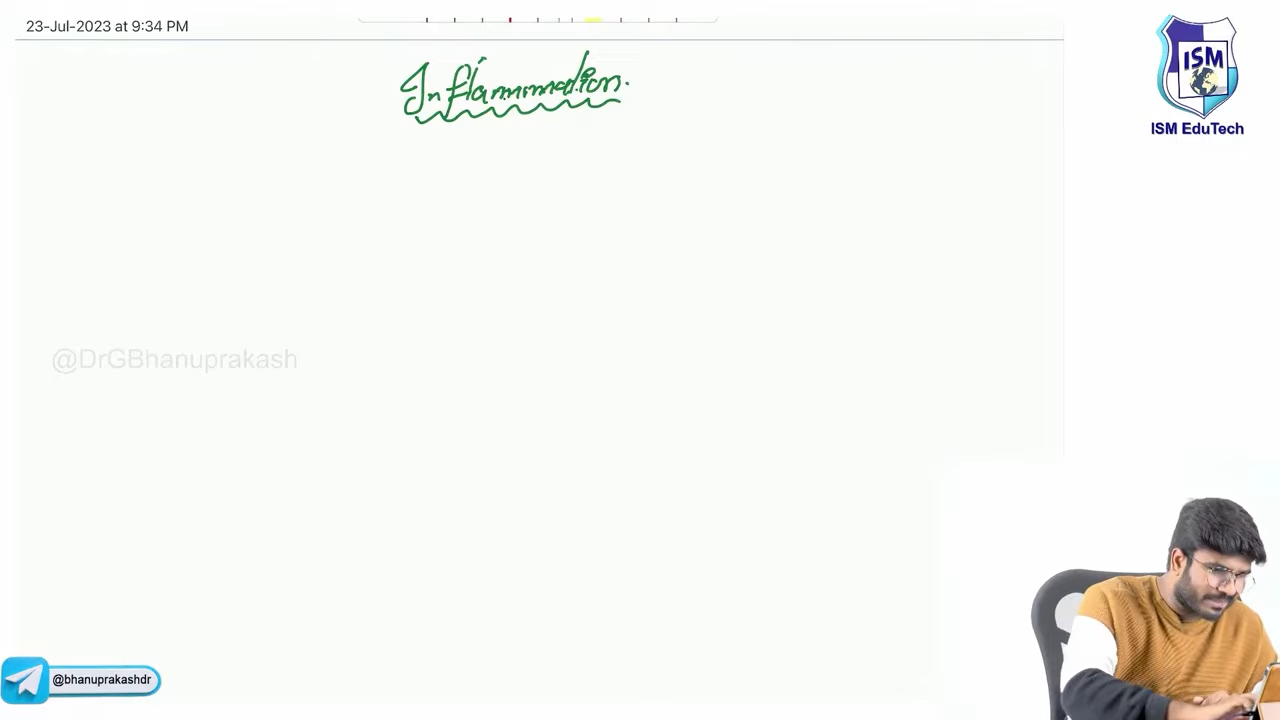 23-Jul-2023 at 9:34 PM
Inflammation.
ISM
ISM EduTech
@DrGBhanuprakash
@bhanuprakashdr